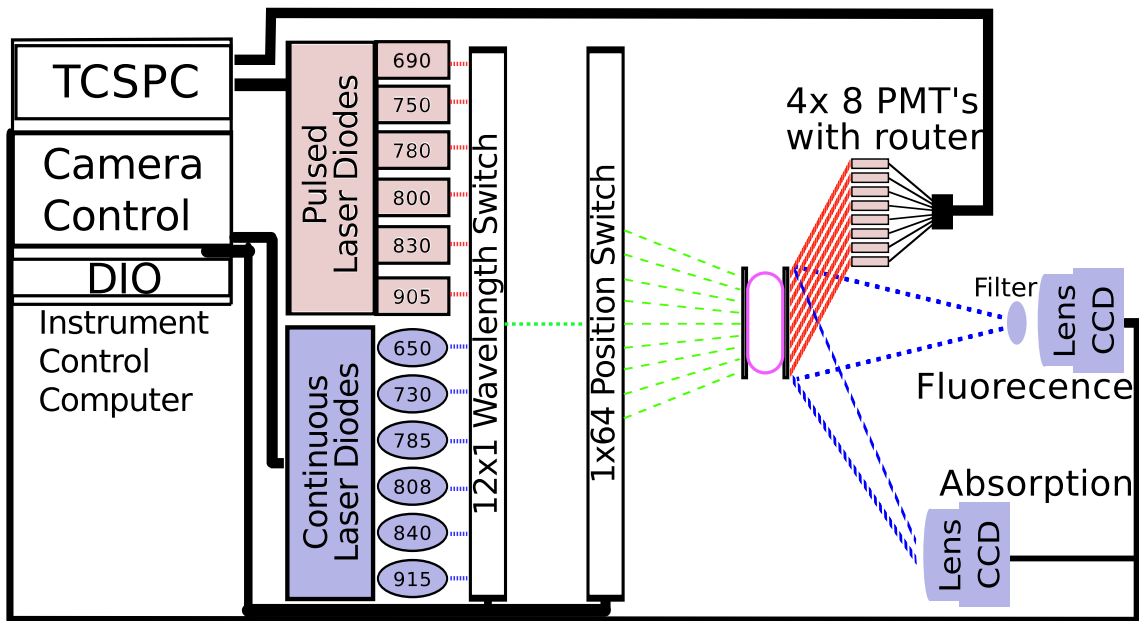 TCSPC
Camera
Control
DIO
Instrument
Control
Computer
Pulsed
Laser Diodes
690
750
780
800
830
905
Continuous
Laser Diodes
650
730
785
808
840
915
12x1 Wavelength Switch
1x64 Position Switch
4x 8 PMT's
with router
Filter
Lens
CCD
Fluorecence
Absorption
Lens
CCD